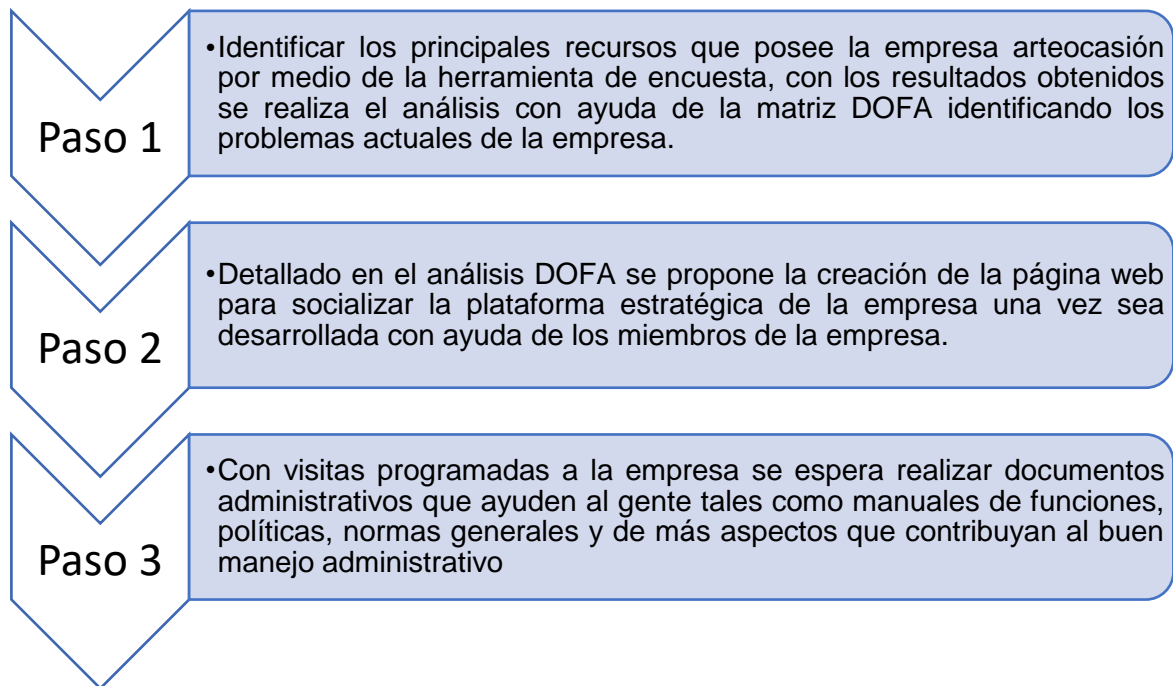 Paso 1
•Identificar los principales recursos que posee la empresa arteocasión
por medio de la herramienta de encuesta, con los resultados obtenidos
se realiza el análisis con ayuda de la matriz DOFA identificando los
problemas actuales de la empresa.
Paso 2
•Detallado en el análisis DOFA se propone la creación de la página web
para socializar la plataforma estratégica de la empresa una vez sea
desarrollada con ayuda de los miembros de la empresa.
Paso 3
•Con visitas programadas a la empresa se espera realizar documentos
administrativos que ayuden al gente tales como manuales de funciones,
políticas, normas generales y de más aspectos que contribuyan al buen
manejo administrativo